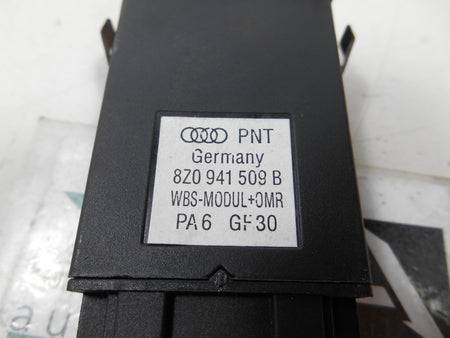 PNT
Germany
8Z0 941 509 B
WBS-MODUL+OMR
PA6 GF30